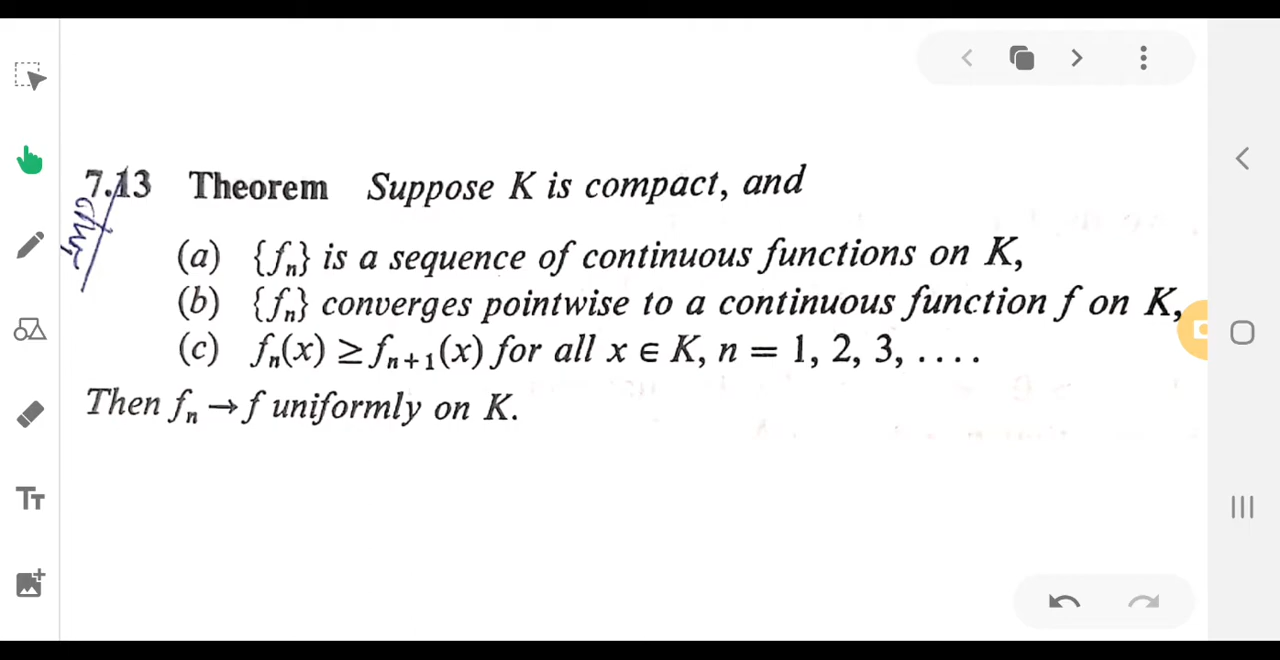 7.13 Theorem Suppose K is compact, and
(a) {fₙ} is a sequence of continuous functions on K,
(b) {fₙ} converges pointwise to a continuous function f on K,
(c) fₙ(x) ≥ fₙ₊₁(x) for all x ∈ K, n = 1, 2, 3, ....
Then fₙ → f uniformly on K.
TT